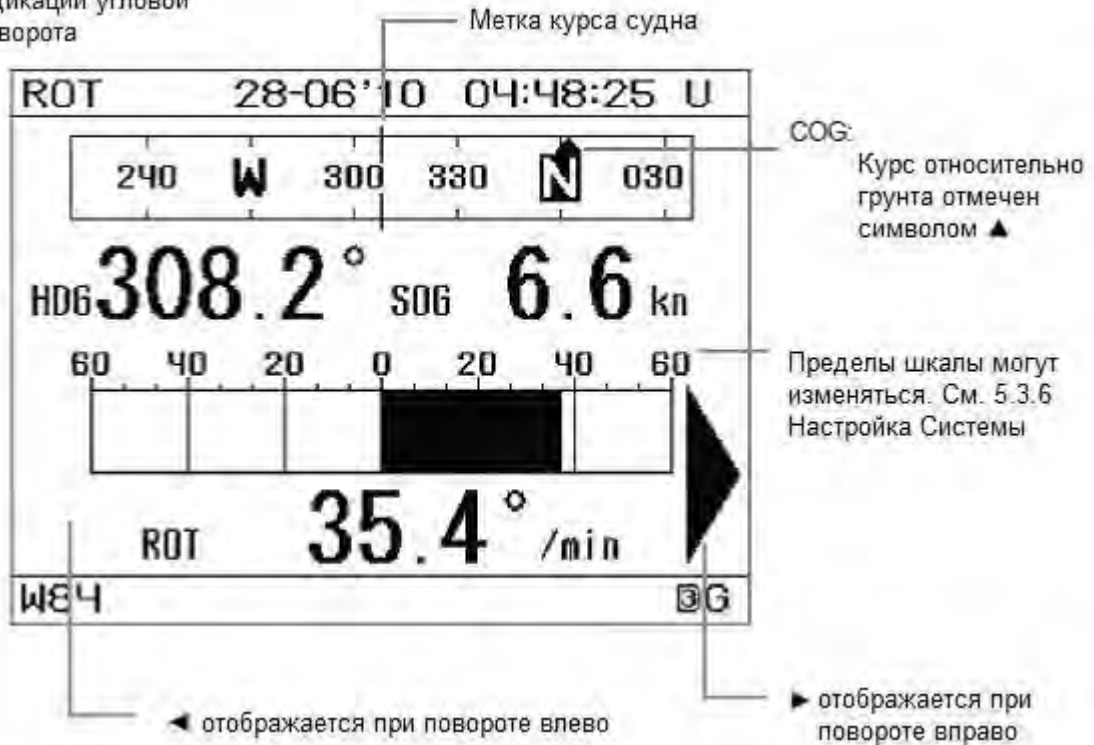 дикации угловой
ворота
Метка курса судна
ROT 28-06'10 04:48:25 U
COG:
Курс относительно
грунта отмечен
символом ▲
240 W 300 330 N 030
HDG 308.2° SOG 6.6 kn
60 40 20 0 20 40 60
Пределы шкалы могут
изменяться. См. 5.3.6
Настройка Системы
ROT 35.4°/min
W84 3G
◄ отображается при повороте влево
► отображается при
повороте вправо